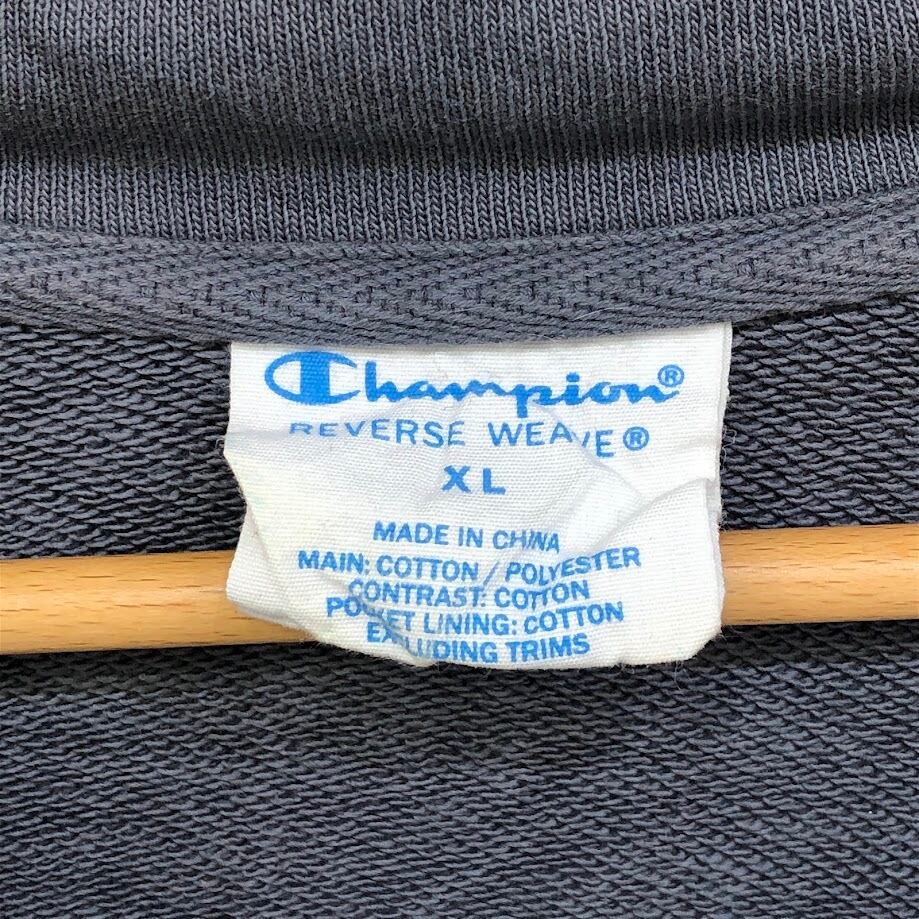 Champion®
REVERSE WEAVE®
XL
MADE IN CHINA
MAIN: COTTON / POLYESTER
CONTRAST: COTTON
POCKET LINING: COTTON
EXCLUDING TRIMS